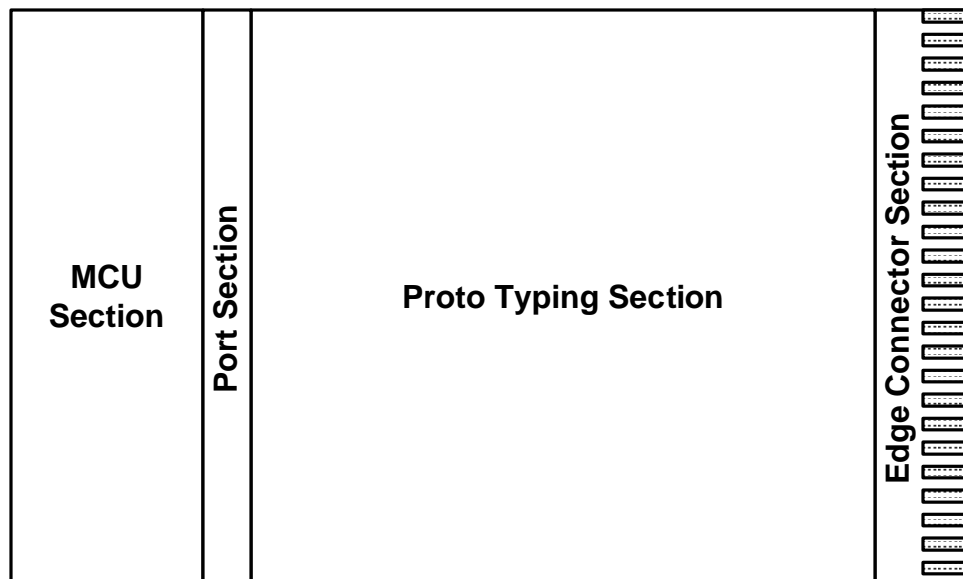 MCU
Section
Port Section
Proto Typing Section
Edge Connector Section